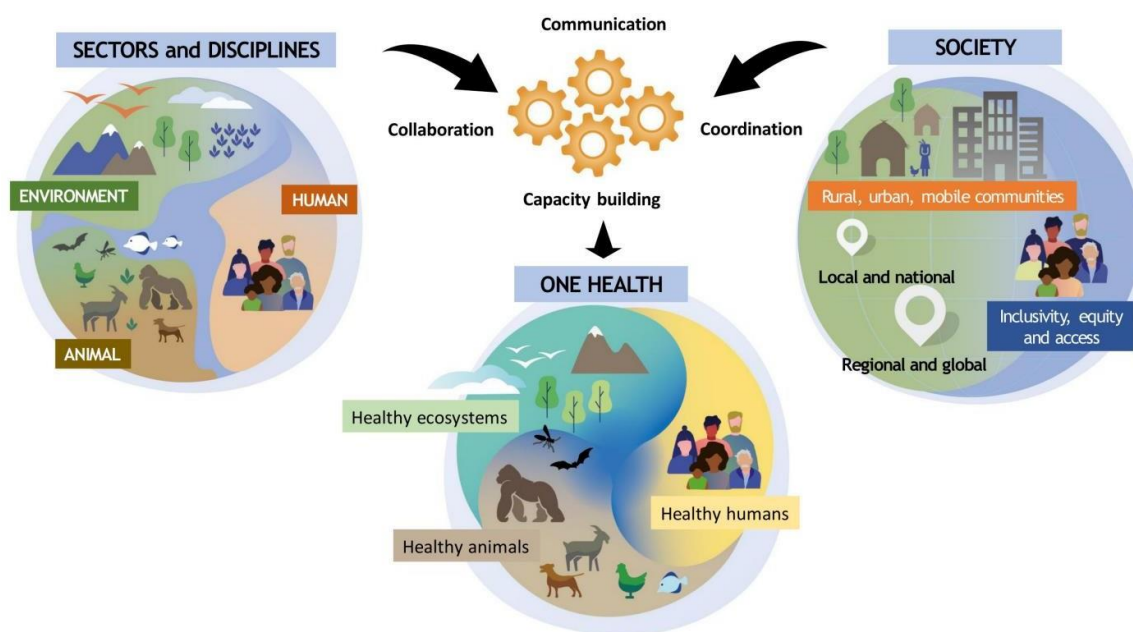 SECTORS and DISCIPLINES
ENVIRONMENT
HUMAN
ANIMAL
Communication
Collaboration
Coordination
Capacity building
SOCIETY
Rural, urban, mobile communities
Local and national
Inclusivity, equity
and access
Regional and global
ONE HEALTH
Healthy ecosystems
Healthy humans
Healthy animals